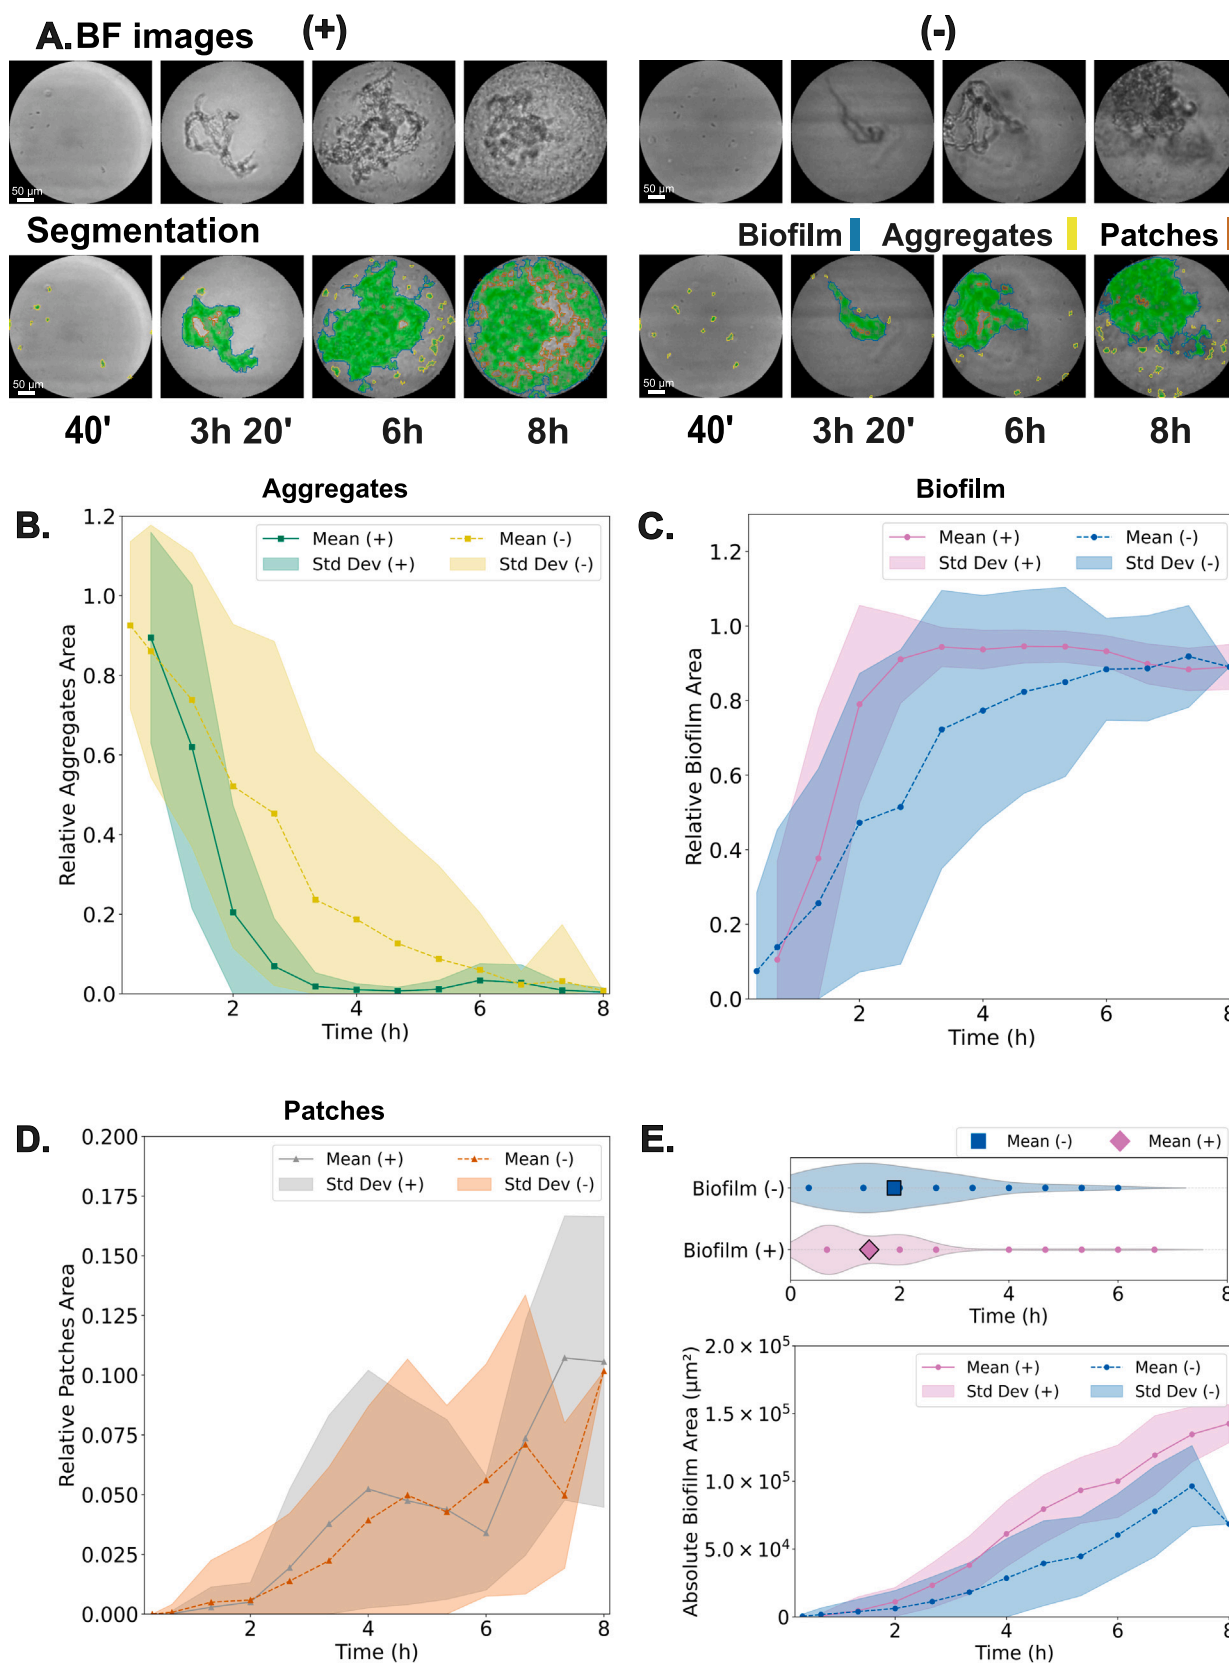 A. BF images (+) (-)
50 µm
50 µm
Segmentation
Biofilm Aggregates Patches
50 µm
50 µm
40' 3h 20' 6h 8h
40' 3h 20' 6h 8h
Aggregates
B.
Mean (+) Mean (-)
Std Dev (+) Std Dev (-)
Relative Aggregates Area
1.2
1.0
0.8
0.6
0.4
0.2
0.0
2 4 6 8
Time (h)
Biofilm
C.
Mean (+) Mean (-)
Std Dev (+) Std Dev (-)
Relative Biofilm Area
1.2
1.0
0.8
0.6
0.4
0.2
0.0
2 4 6 8
Time (h)
Patches
D.
Mean (+) Mean (-)
Std Dev (+) Std Dev (-)
Relative Patches Area
0.200
0.175
0.150
0.125
0.100
0.075
0.050
0.025
0.000
2 4 6 8
Time (h)
E.
Mean (-) Mean (+)
Biofilm (-)
Biofilm (+)
0 2 4 6 8
Time (h)
Absolute Biofilm Area (µm²)
2.0 × 10⁵
1.5 × 10⁵
1.0 × 10⁵
5.0 × 10⁴
0
Mean (+) Mean (-)
Std Dev (+) Std Dev (-)
2 4 6 8
Time (h)